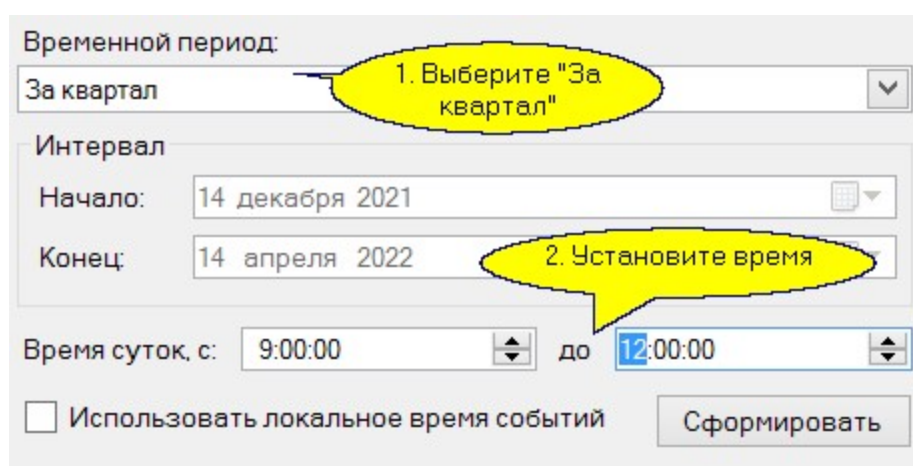 Временной период:
За квартал
1. Выберите "За
квартал"
Интервал
Начало:
14 декабря 2021
Конец:
14 апреля 2022
2. Установите время
Время суток, с:
9:00:00
до
12:00:00
Использовать локальное время событий
Сформировать